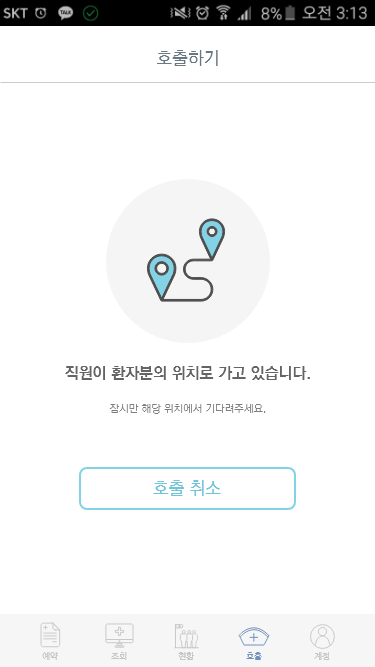 SKT TALK 8% 오전 3:13
호출하기
직원이 환자분의 위치로 가고 있습니다.
잠시만 해당 위치에서 기다려주세요.
호출 취소
예약 조회 현황 호출 계정